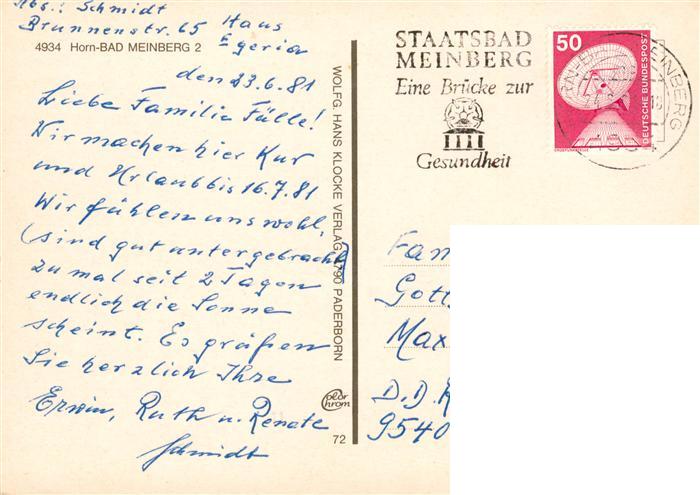 Abs.: Schmidt
Brunnenstr. 65 Haus
Egeria
4934 Horn-BAD MEINBERG 2
den 23.6.81
Liebe Familie Fülle!
Wir machen hier Kur
und Urlaub bis 16.7.81
Wir fühlen uns wohl,
(sind gut untergebracht)
zumal seit 2 Tagen
endlich die Sonne
scheint. Es grüßen
Sie herzlich Ihre
Erwin, Ruth u. Renate
Schmidt
WOLFG. HANS KLOCKE VERLAG 4790 PADERBORN
72
STAATSBAD
MEINBERG
Eine Brücke zur
Gesundheit
50
DEUTSCHE BUNDESPOST
Fam
Gott
Max
D.D.R
9540